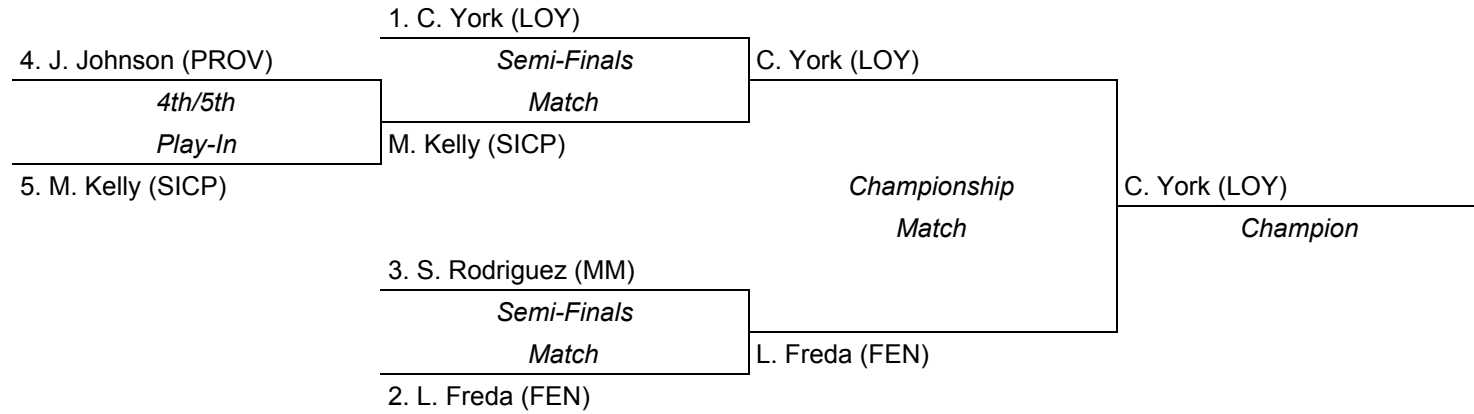 1. C. York (LOY)
4. J. Johnson (PROV)
Semi-Finals
C. York (LOY)
4th/5th
Match
Play-In
M. Kelly (SICP)
5. M. Kelly (SICP)
Championship
C. York (LOY)
Match
Champion
3. S. Rodriguez (MM)
Semi-Finals
Match
L. Freda (FEN)
2. L. Freda (FEN)